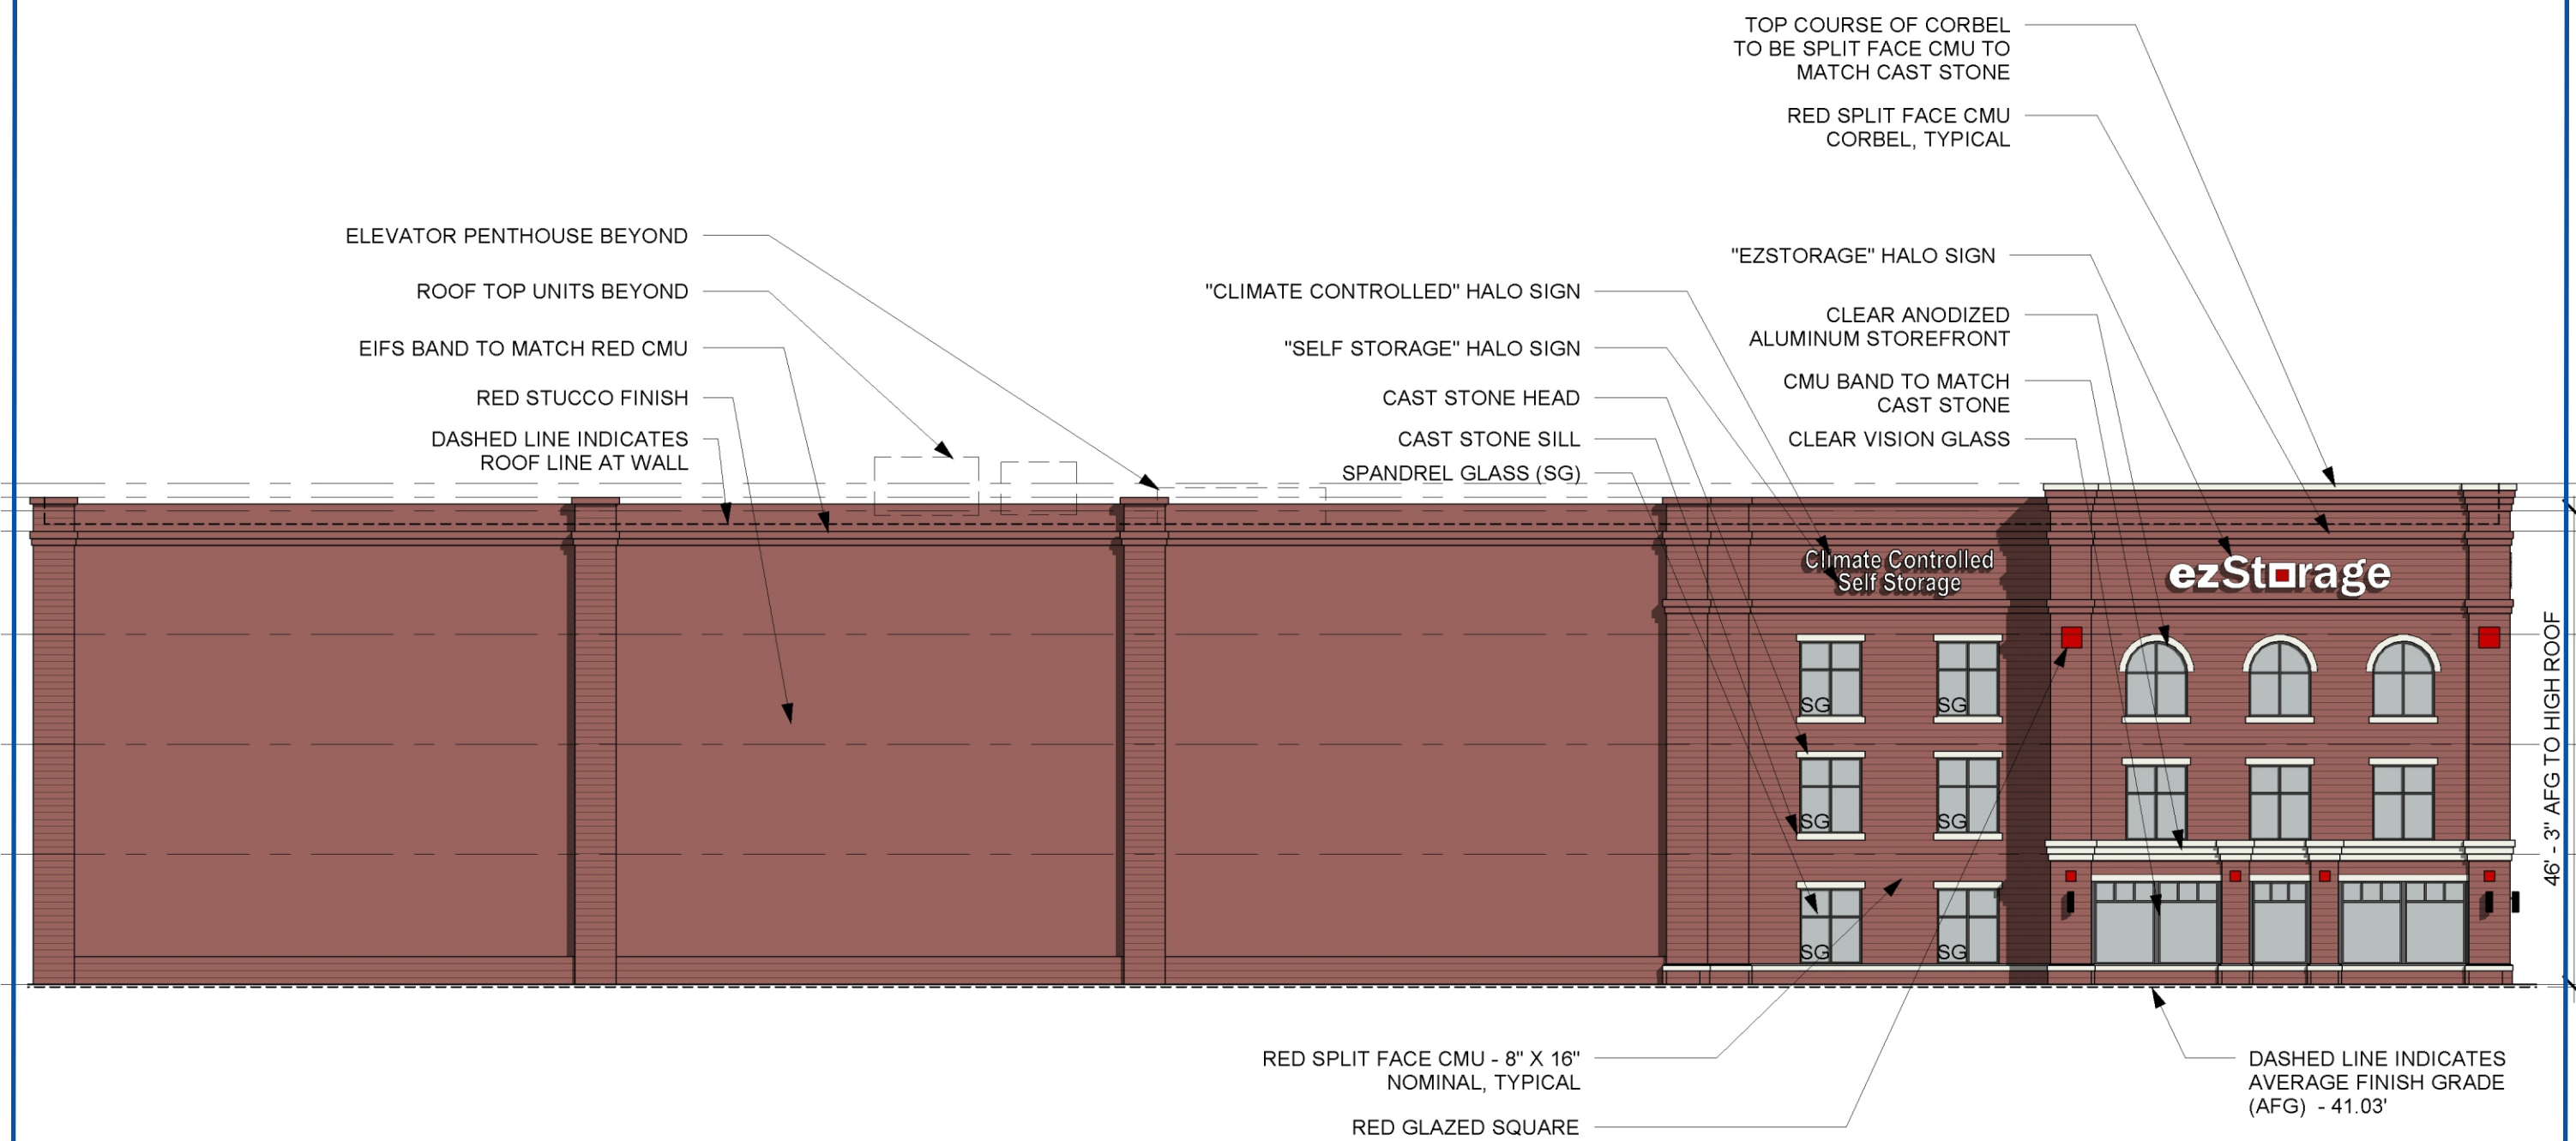 TOP COURSE OF CORBEL
TO BE SPLIT FACE CMU TO
MATCH CAST STONE
RED SPLIT FACE CMU
CORBEL, TYPICAL
ELEVATOR PENTHOUSE BEYOND
"EZSTORAGE" HALO SIGN
ROOF TOP UNITS BEYOND
"CLIMATE CONTROLLED" HALO SIGN
CLEAR ANODIZED
ALUMINUM STOREFRONT
EIFS BAND TO MATCH RED CMU
"SELF STORAGE" HALO SIGN
CMU BAND TO MATCH
CAST STONE
RED STUCCO FINISH
CAST STONE HEAD
DASHED LINE INDICATES
ROOF LINE AT WALL
CAST STONE SILL
CLEAR VISION GLASS
SPANDREL GLASS (SG)
Climate Controlled
Self Storage
ezStorage
SG
SG
SG
SG
SG
SG
46' - 3" AFG TO HIGH ROOF
RED SPLIT FACE CMU - 8" X 16"
NOMINAL, TYPICAL
RED GLAZED SQUARE
DASHED LINE INDICATES
AVERAGE FINISH GRADE
(AFG) - 41.03'